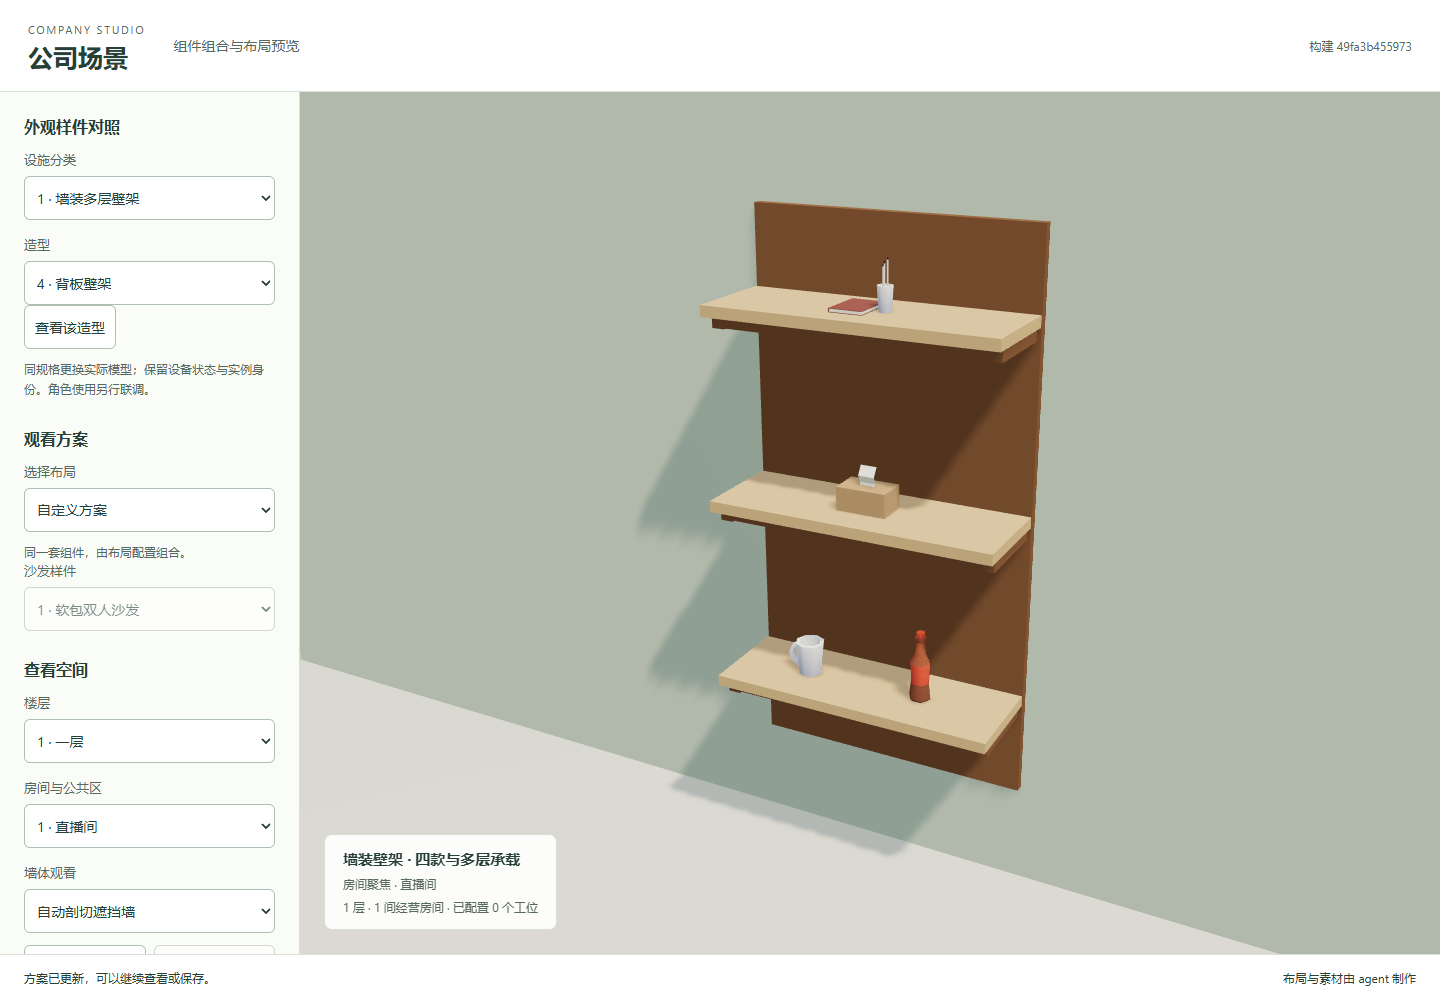 COMPANY STUDIO
公司场景
组件组合与布局预览
构建 49fa3b455973
外观样件对照
设施分类
1 · 墙装多层壁架
造型
4 · 背板壁架
查看该造型
同规格更换实际模型；保留设备状态与实例身
份。角色使用另行联调。
观看方案
选择布局
自定义方案
同一套组件，由布局配置组合。
沙发样件
1 · 软包双人沙发
查看空间
楼层
1 · 一层
房间与公共区
1 · 直播间
墙体观看
自动剖切遮挡墙
墙装壁架 · 四款与多层承载
房间聚焦 · 直播间
1 层 · 1 间经营房间 · 已配置 0 个工位
方案已更新，可以继续查看或保存。
布局与素材由 agent 制作